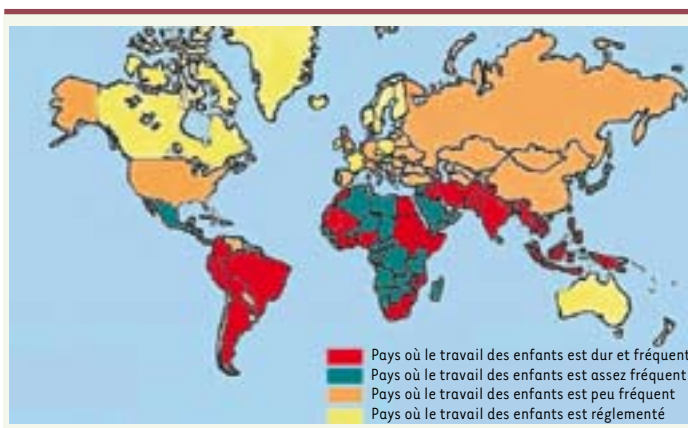 Pays où le travail des enfants est dur et fréquent
Pays où le travail des enfants est assez fréquent
Pays où le travail des enfants est peu fréquent
Pays où le travail des enfants est réglementé